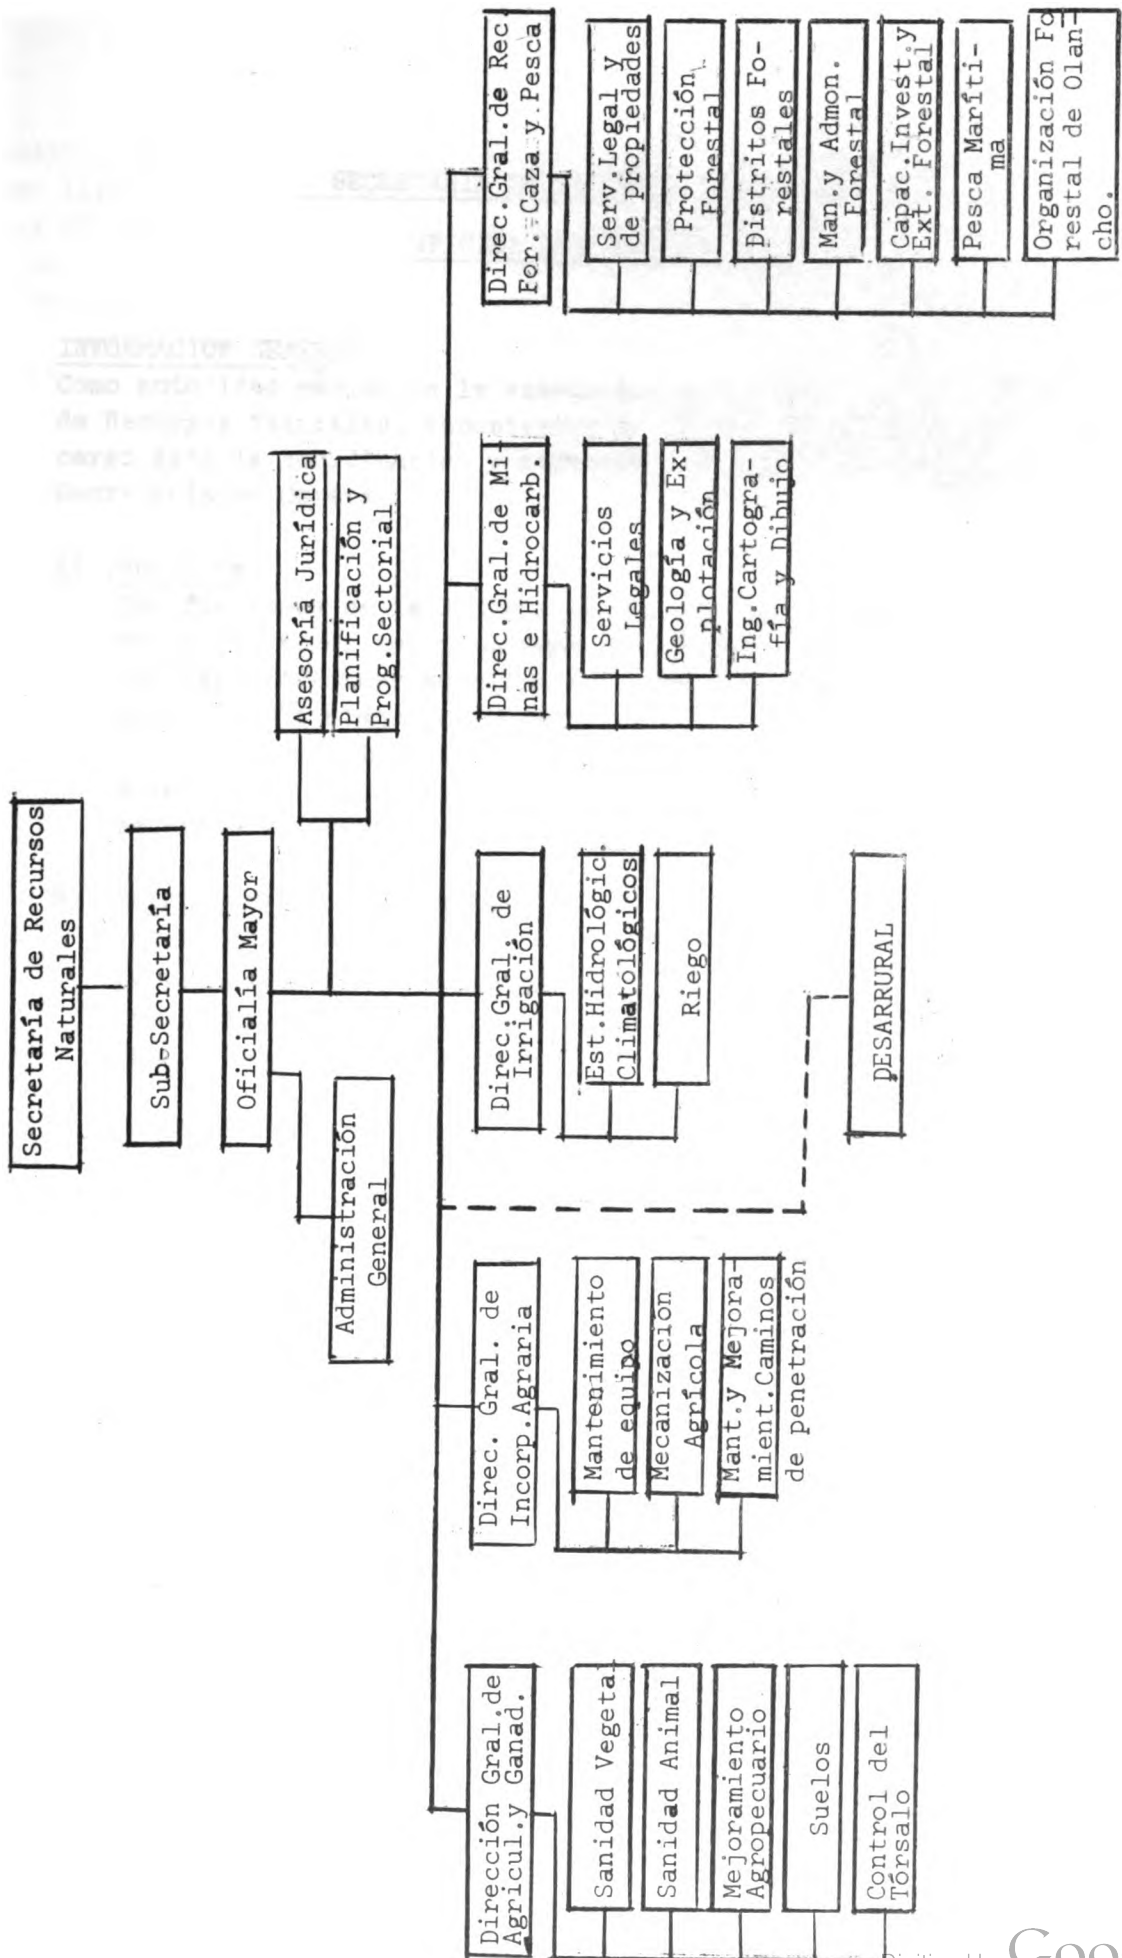 Secretaría de Recursos
Naturales
Sub-Secretaría
Oficialía Mayor
Administración
General
Asesoría Jurídica
Planificación y
Prog.Sectorial
Dirección Gral.de
Agricul.y Ganad.
Sanidad Vegetal
Sanidad Animal
Mejoramiento
Agropecuario
Suelos
Control del
Tórsalo
Direc. Gral. de
Incorp.Agraria
Mantenimiento
de equipo
Mecanización
Agrícola
Mant.y Mejora-
mient.Caminos
de penetración
Direc.Gral. de
Irrigación
Est.Hidrológic.
Climatológicos
Riego
DESARRURAL
Direc.Gral.de Mi
nas e Hidrocarb.
Servicios
Legales
Geología y Ex-
plotación
Ing.Cartogra-
fía y Dibujo
Direc.Gral.de Rec
For.Caza y Pesca
Serv.Legal y
de propiedades
Protección
Forestal
Distritos Fo-
restales
Man.y Admon.
Forestal
Capac.Invest.y
Ext. Forestal
Pesca Maríti-
ma
Organización Fo
restal de Olan-
cho.